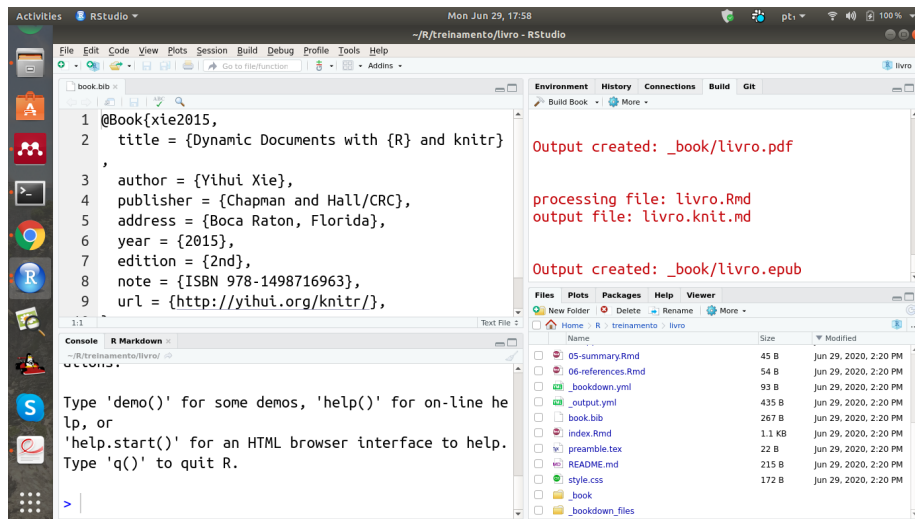 Activities RStudio Mon Jun 29, 17:58 pt₁ 100 %
~/R/treinamento/livro - RStudio
File Edit Code View Plots Session Build Debug Profile Tools Help
Go to file/function Addins livro
book.bib
1 @Book{xie2015,
2 title = {Dynamic Documents with {R} and knitr}
,
3 author = {Yihui Xie},
4 publisher = {Chapman and Hall/CRC},
5 address = {Boca Raton, Florida},
6 year = {2015},
7 edition = {2nd},
8 note = {ISBN 978-1498716963},
9 url = {http://yihui.org/knitr/},
1:1 Text File
Console R Markdown
~/R/treinamento/livro/
Type 'demo()' for some demos, 'help()' for on-line he
lp, or
'help.start()' for an HTML browser interface to help.
Type 'q()' to quit R.
>
Environment History Connections Build Git
Build Book More
Output created: _book/livro.pdf
processing file: livro.Rmd
output file: livro.knit.md
Output created: _book/livro.epub
Files Plots Packages Help Viewer
New Folder Delete Rename More
Home R treinamento livro
Name Size Modified
05-summary.Rmd 45 B Jun 29, 2020, 2:20 PM
06-references.Rmd 54 B Jun 29, 2020, 2:20 PM
_bookdown.yml 93 B Jun 29, 2020, 2:20 PM
_output.yml 435 B Jun 29, 2020, 2:20 PM
book.bib 267 B Jun 29, 2020, 2:20 PM
index.Rmd 1.1 KB Jun 29, 2020, 2:20 PM
preamble.tex 22 B Jun 29, 2020, 2:20 PM
README.md 215 B Jun 29, 2020, 2:20 PM
style.css 172 B Jun 29, 2020, 2:20 PM
_book
_bookdown_files